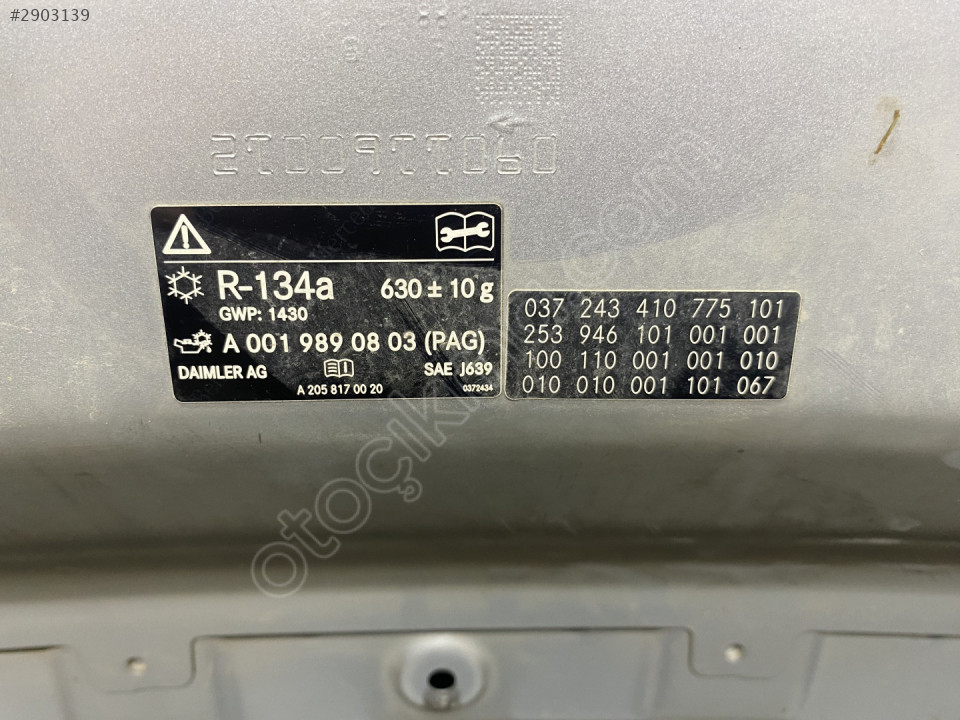 #2903139
R-134a 630 ± 10 g
GWP: 1430
A 001 989 08 03 (PAG)
DAIMLER AG SAE J639
A 205 817 00 20 0372434
037 243 410 775 101
253 946 101 001 001
100 110 001 001 010
010 010 001 101 067
otoçikma.com